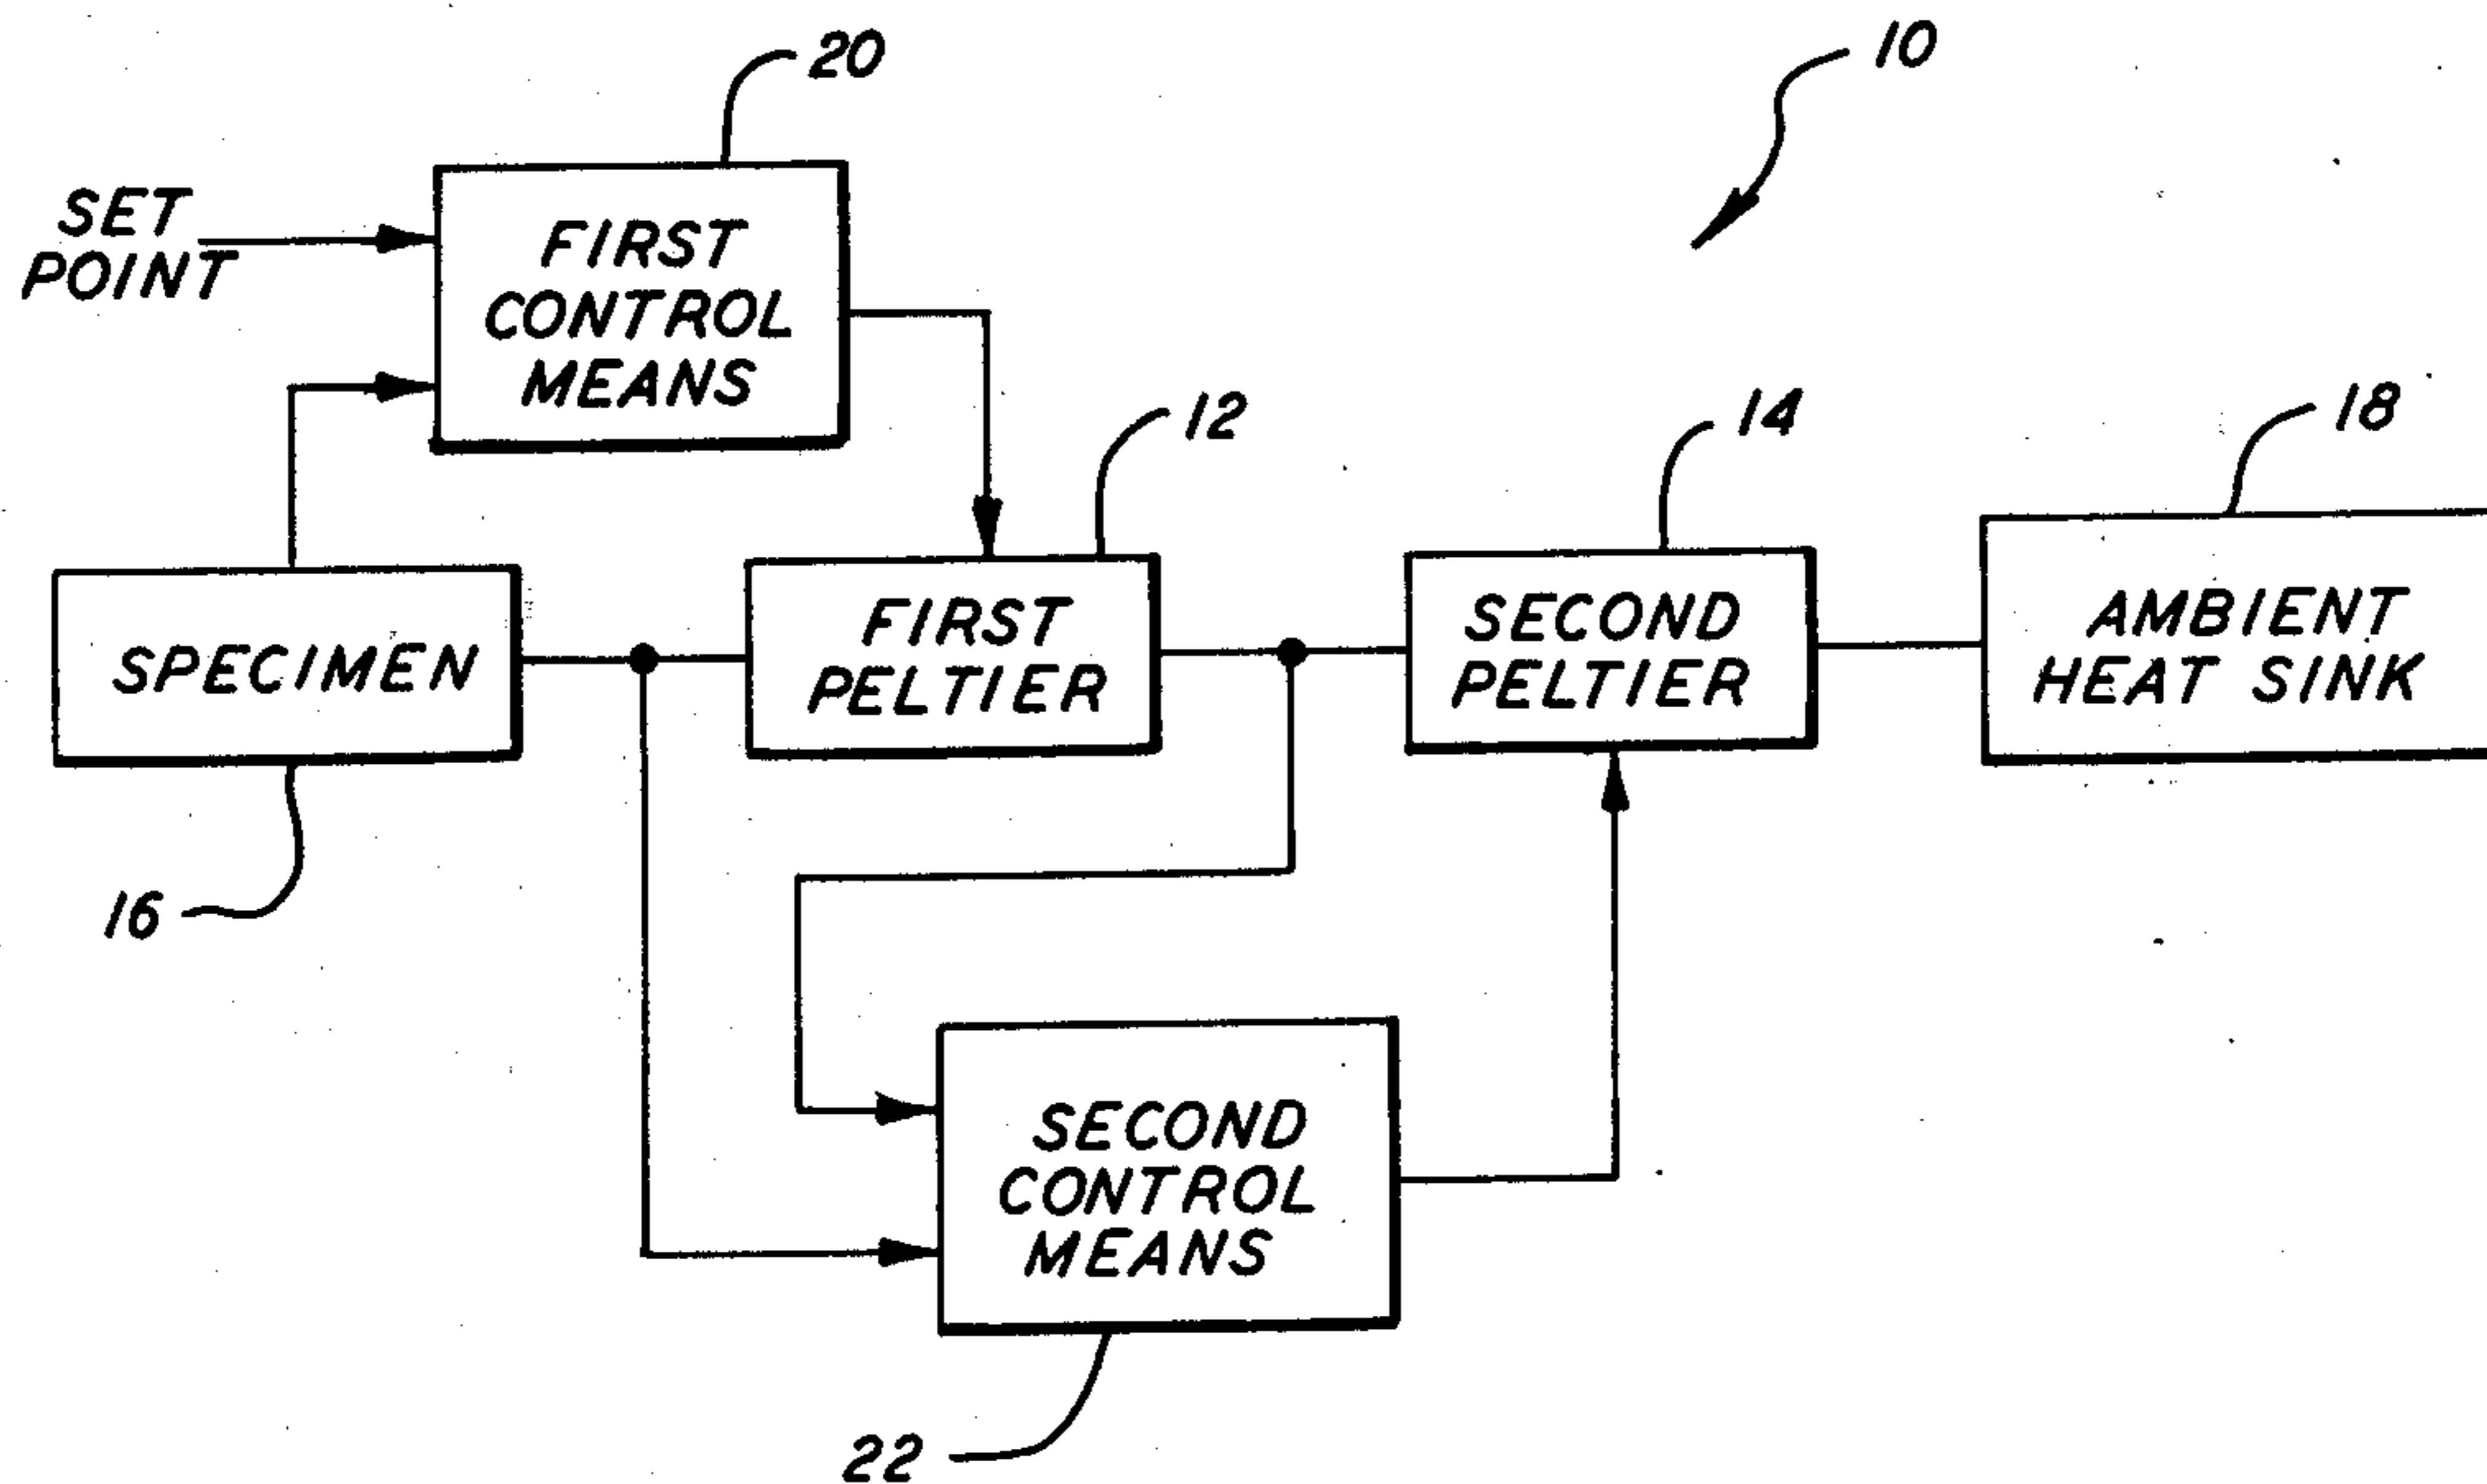 20
10
SET
POINT
FIRST
CONTROL
MEANS
12
14
18
SPECIMEN
FIRST
PELTIER
SECOND
PELTIER
AMBIENT
HEAT SINK
16
SECOND
CONTROL
MEANS
22